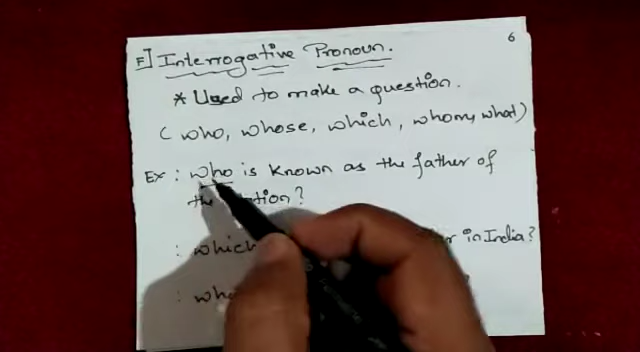 6
F] Interrogative Pronoun.
* Used to make a question.
( who, whose, which, whom, what )
Ex : who is known as the father of
the nation?
: which in India?
: